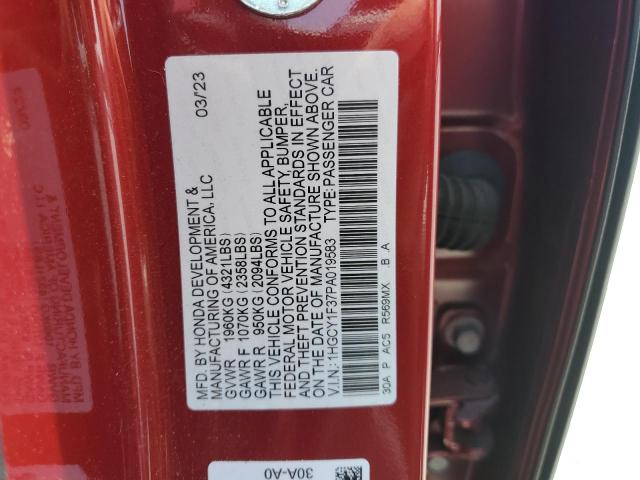 MFD. BY HONDA DEVELOPMENT & 03/'23
MANUFACTURING OF AMERICA, LLC
GVWR 1960KG (4321LBS)
GAWR F 1070KG (2358LBS)
GAWR R 950KG (2094LBS)
THIS VEHICLE CONFORMS TO ALL APPLICABLE
FEDERAL MOTOR VEHICLE SAFETY, BUMPER,
AND THEFT PREVENTION STANDARDS IN EFFECT
ON THE DATE OF MANUFACTURE SHOWN ABOVE.
V.I.N.: 1HGCY1F37PA019583 TYPE: PASSENGER CAR
30A P AC5 R569MX . B . A
30A-A0